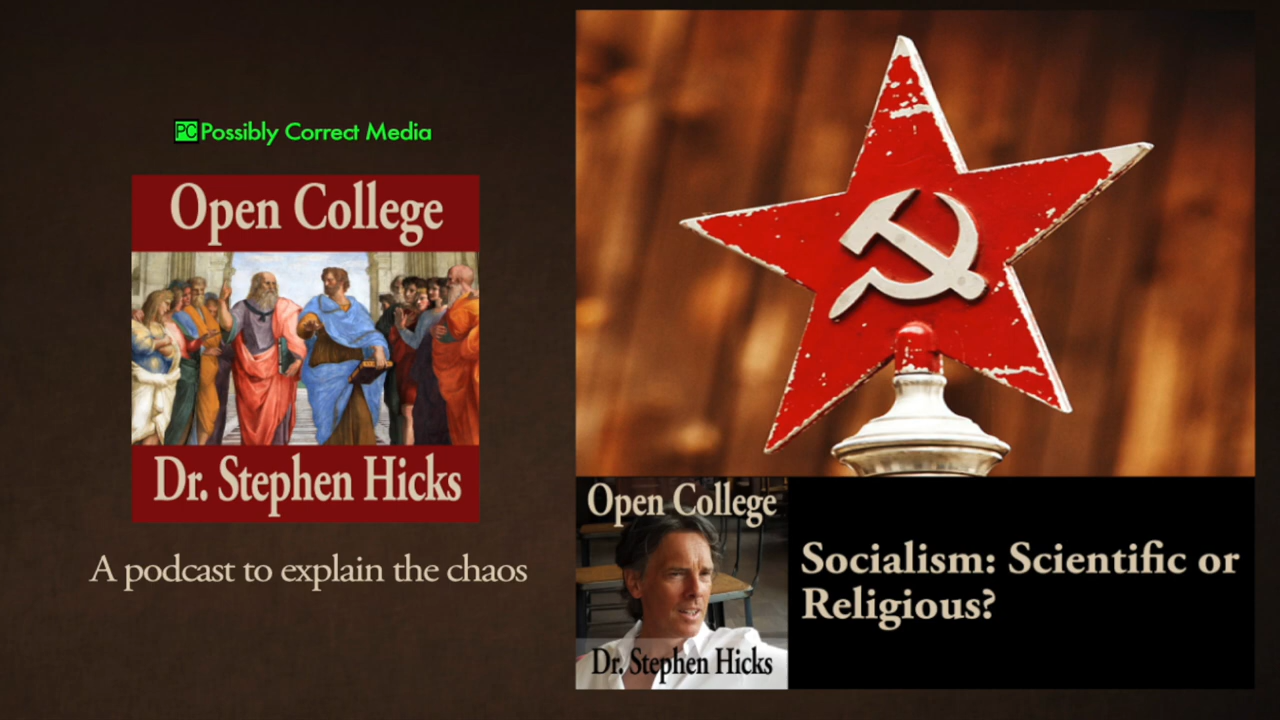 PC Possibly Correct Media
Open College
Dr. Stephen Hicks
A podcast to explain the chaos
Open College
Dr. Stephen Hicks
Socialism: Scientific or
Religious?